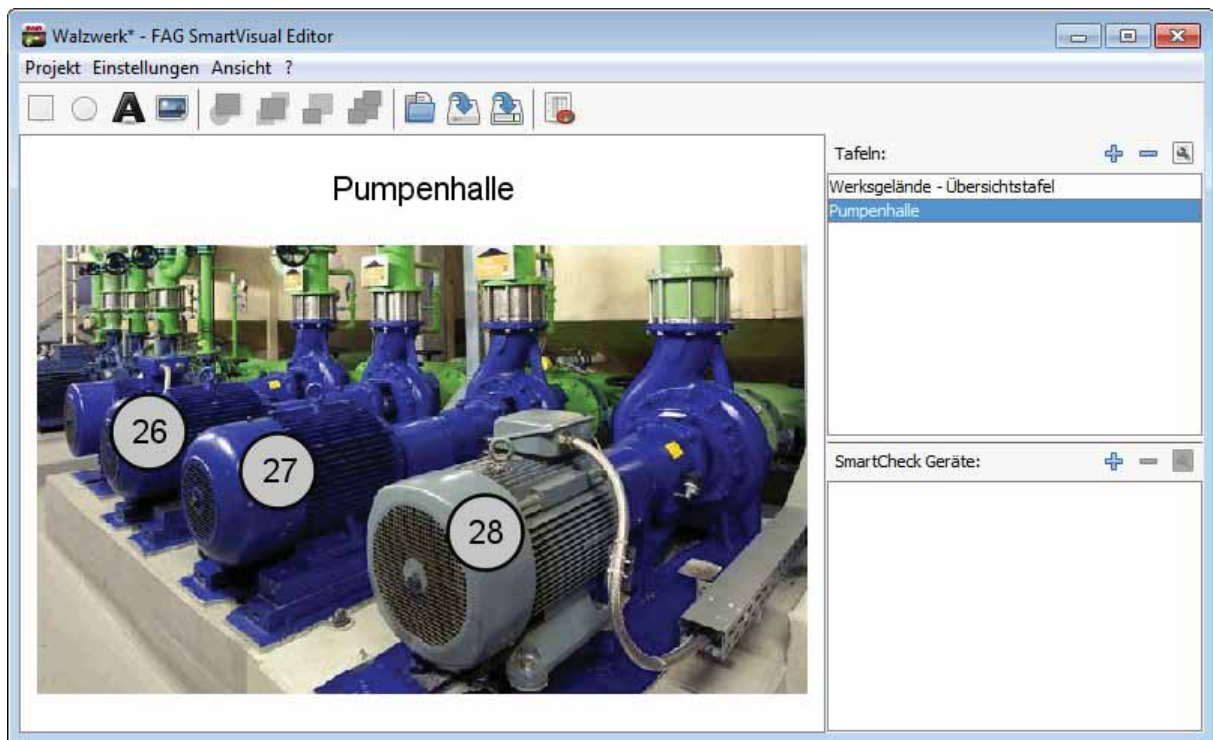 Walzwerk* - FAG SmartVisual Editor
Projekt Einstellungen Ansicht ?
A
Pumpenhalle
26
27
28
Tafeln:
Werksgelände - Übersichtstafel
Pumpenhalle
SmartCheck Geräte: